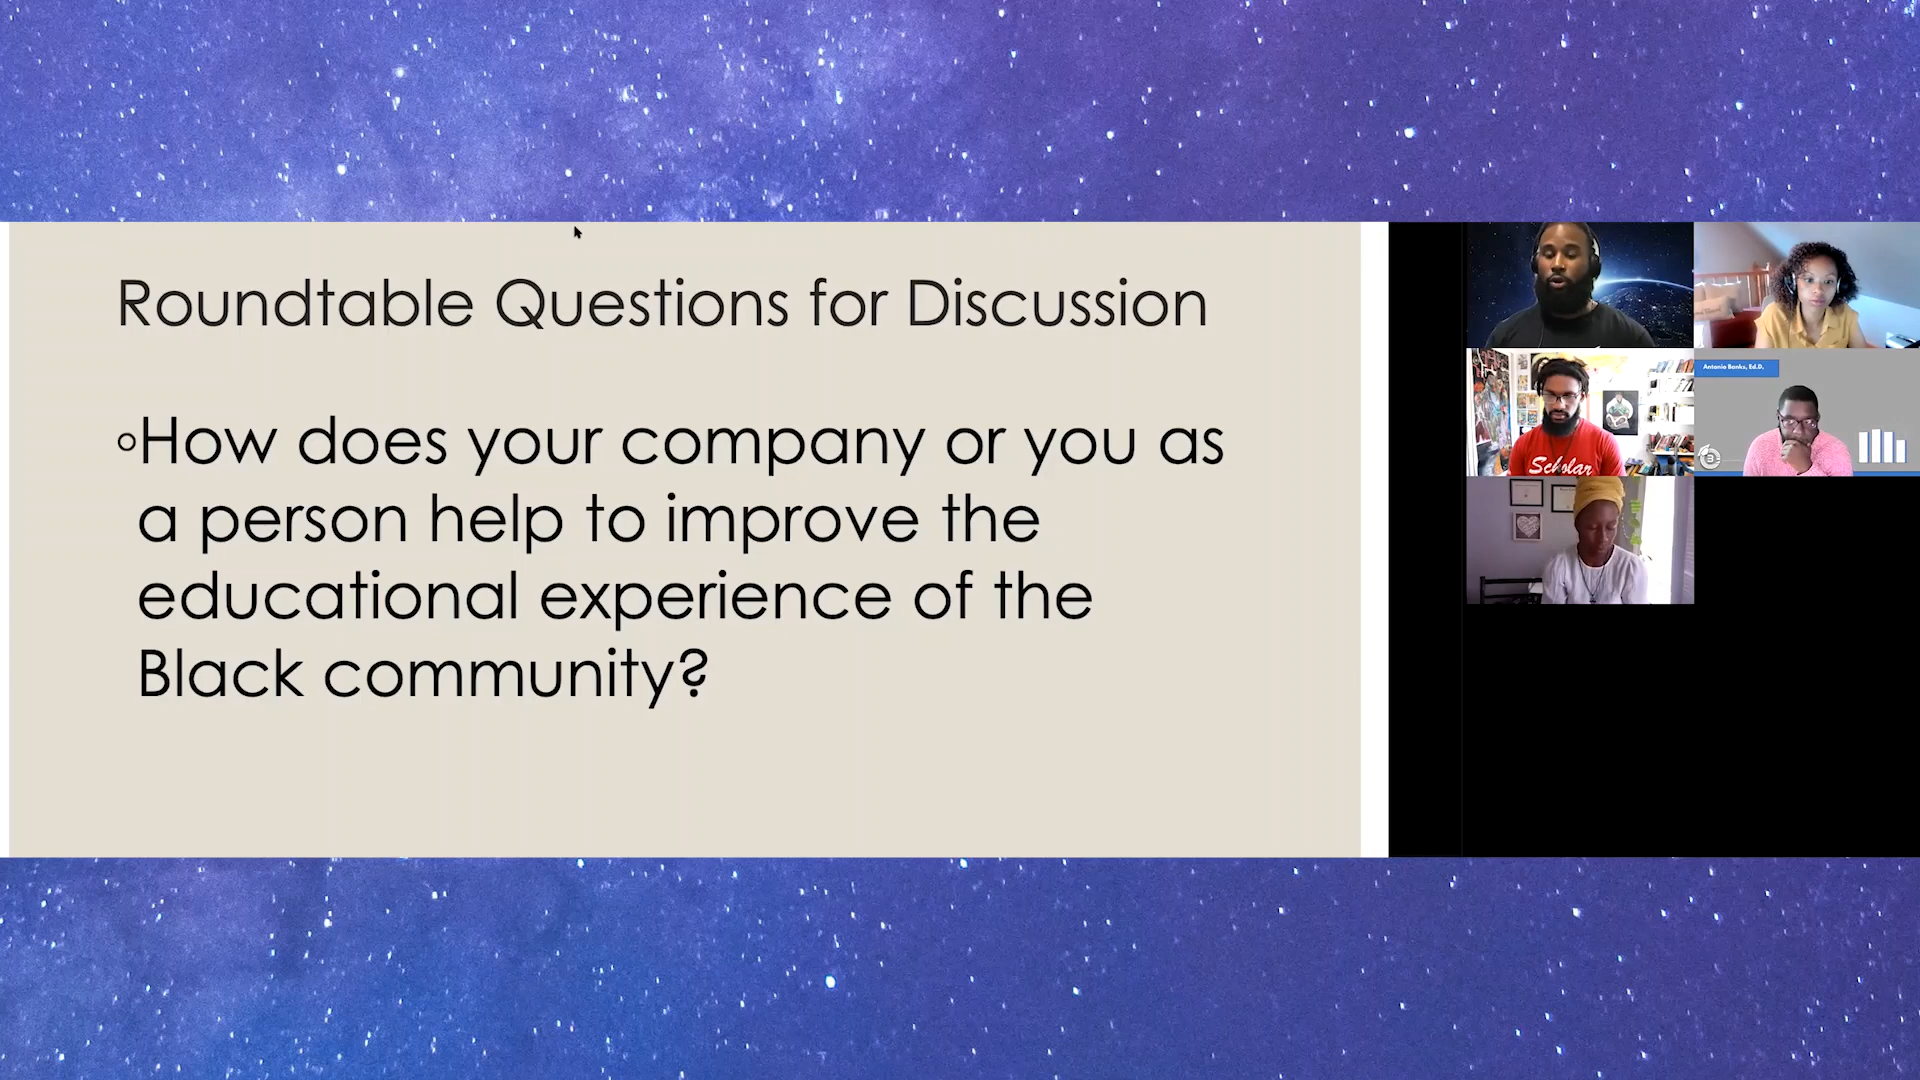 Roundtable Questions for Discussion
◦How does your company or you as
a person help to improve the
educational experience of the
Black community?
Antonio Banks, Ed.D.
Scholar